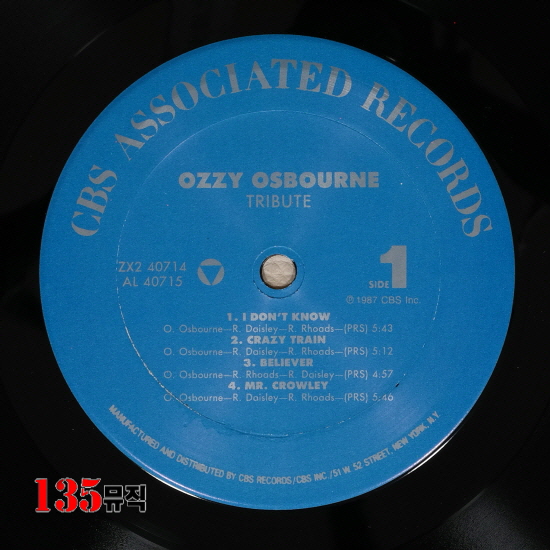 CBS ASSOCIATED RECORDS
OZZY OSBOURNE
TRIBUTE
ZX2 40714
AL 40715
SIDE 1
℗ 1987 CBS Inc.
1. I DON'T KNOW
O. Osbourne—R. Daisley—R. Rhoads—(PRS) 5:43
2. CRAZY TRAIN
O. Osbourne—R. Daisley—R. Rhoads—(PRS) 5:12
3. BELIEVER
O. Osbourne—R. Rhoads—R. Daisley—(PRS) 4:57
4. MR. CROWLEY
O. Osbourne—R. Daisley—R. Rhoads—(PRS) 5:46
MANUFACTURED AND DISTRIBUTED BY CBS RECORDS/CBS INC./51 W. 52 STREET, NEW YORK, N.Y.
135뮤직